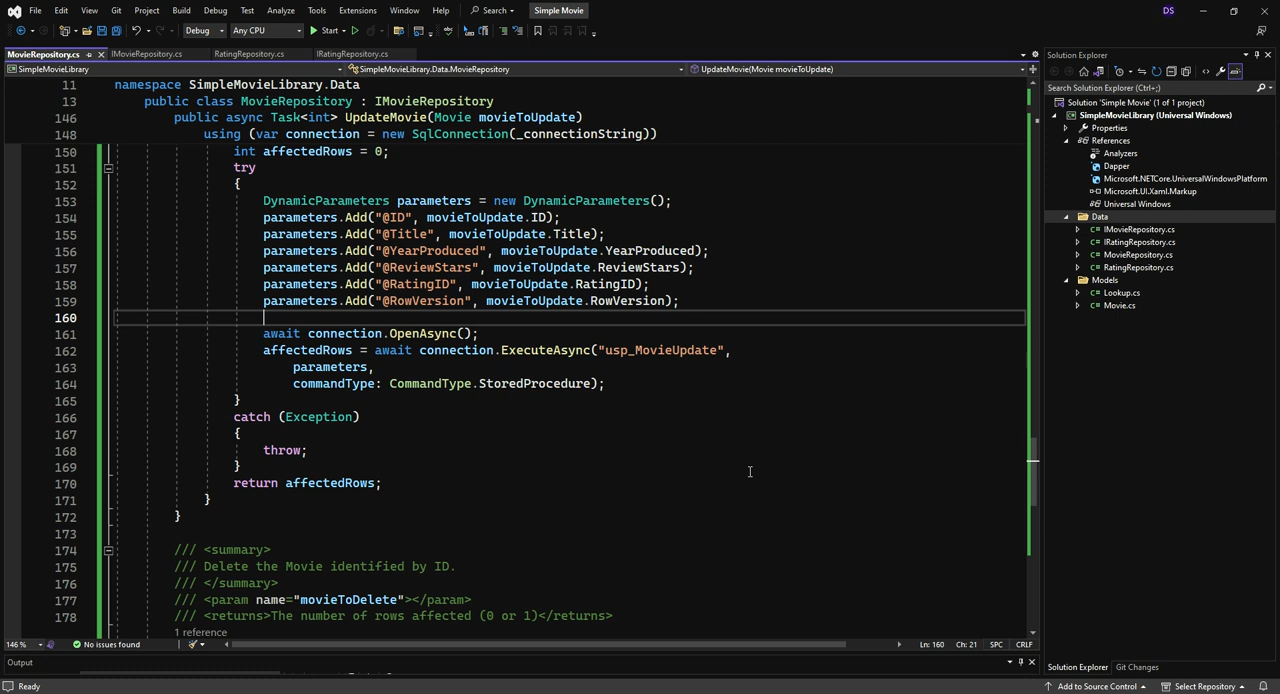 File Edit View Git Project Build Debug Test Analyze Tools Extensions Window Help Search Simple Movie DS
Debug Any CPU Start
MovieRepository.cs IMovieRepository.cs RatingRepository.cs IRatingRepository.cs
SimpleMovieLibrary SimpleMovieLibrary.Data.MovieRepository UpdateMovie(Movie movieToUpdate)
11 namespace SimpleMovieLibrary.Data
13 public class MovieRepository : IMovieRepository
146 public async Task<int> UpdateMovie(Movie movieToUpdate)
148 using (var connection = new SqlConnection(_connectionString))
150 int affectedRows = 0;
151 try
152 {
153 DynamicParameters parameters = new DynamicParameters();
154 parameters.Add("@ID", movieToUpdate.ID);
155 parameters.Add("@Title", movieToUpdate.Title);
156 parameters.Add("@YearProduced", movieToUpdate.YearProduced);
157 parameters.Add("@ReviewStars", movieToUpdate.ReviewStars);
158 parameters.Add("@RatingID", movieToUpdate.RatingID);
159 parameters.Add("@RowVersion", movieToUpdate.RowVersion);
160
161 await connection.OpenAsync();
162 affectedRows = await connection.ExecuteAsync("usp_MovieUpdate",
163 parameters,
164 commandType: CommandType.StoredProcedure);
165 }
166 catch (Exception)
167 {
168 throw;
169 }
170 return affectedRows;
171 }
172 }
173
174 /// <summary>
175 /// Delete the Movie identified by ID.
176 /// </summary>
177 /// <param name="movieToDelete"></param>
178 /// <returns>The number of rows affected (0 or 1)</returns>
1 reference
146 % No issues found Ln: 160 Ch: 21 SPC CRLF
Output
Solution Explorer
Search Solution Explorer (Ctrl+;)
Solution 'Simple Movie' (1 of 1 project)
SimpleMovieLibrary (Universal Windows)
Properties
References
Analyzers
Dapper
Microsoft.NETCore.UniversalWindowsPlatform
Microsoft.UI.Xaml.Markup
Universal Windows
Data
C# IMovieRepository.cs
C# IRatingRepository.cs
C# MovieRepository.cs
C# RatingRepository.cs
Models
C# Lookup.cs
C# Movie.cs
Solution Explorer Git Changes
Ready Add to Source Control Select Repository